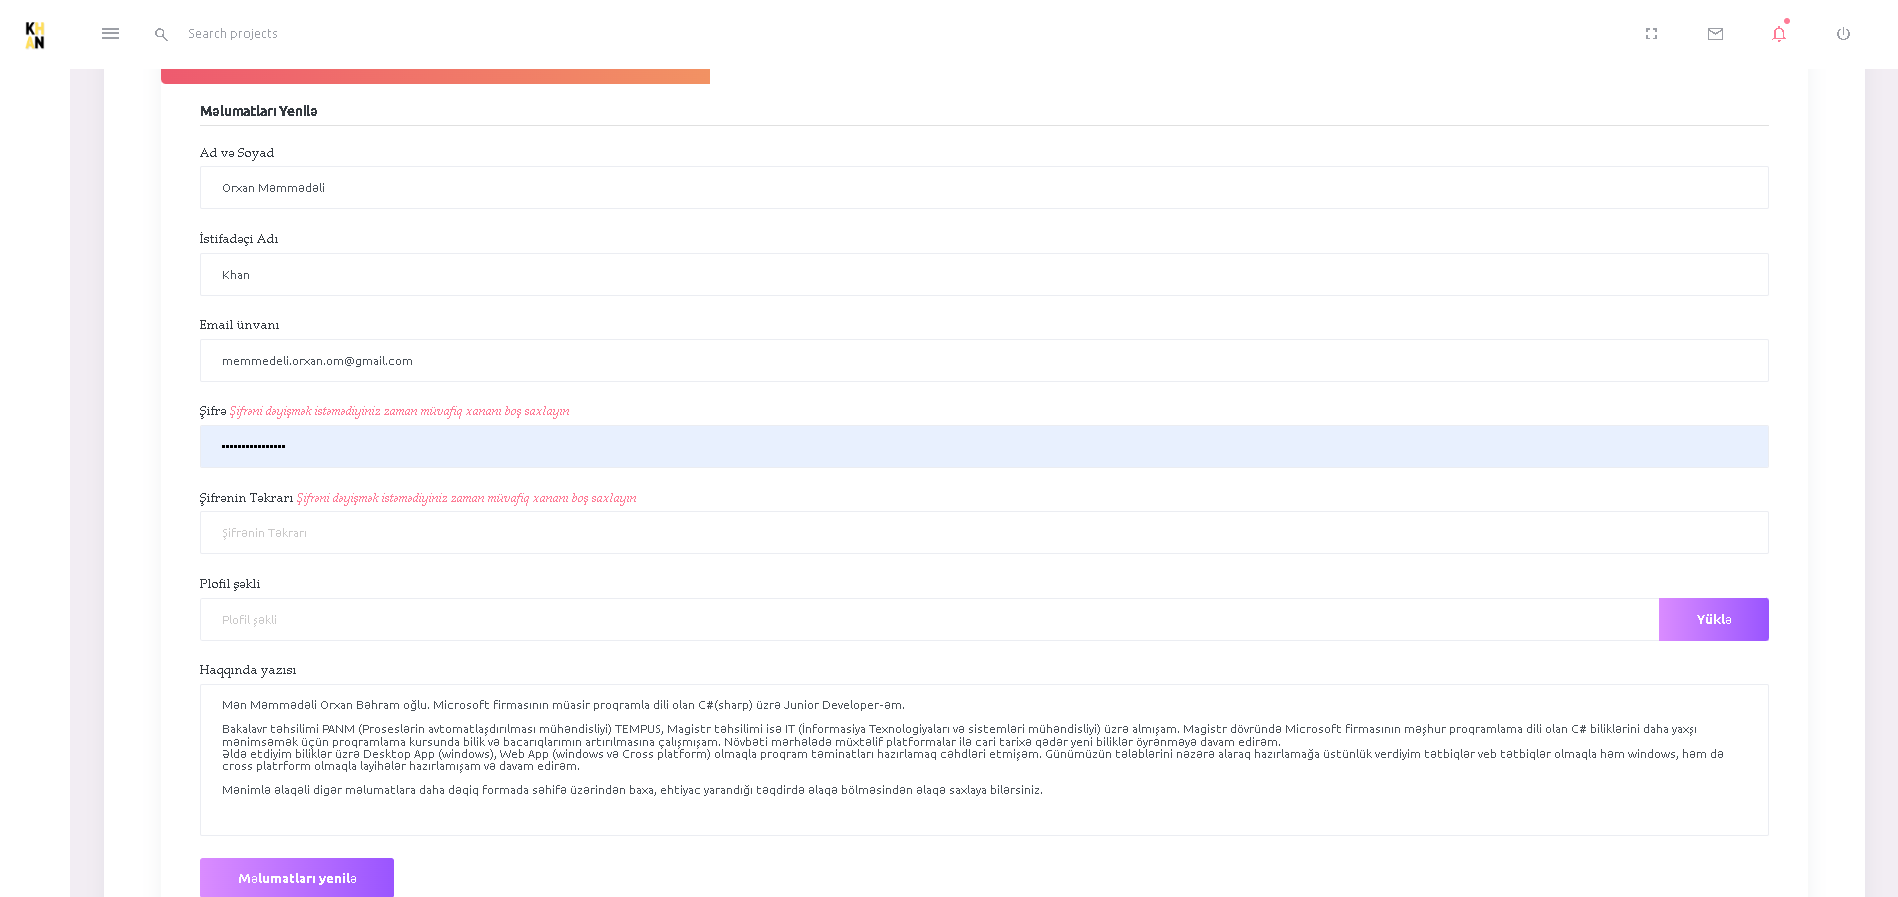 KH
AN
Search projects
Məlumatları Yenilə
Ad və Soyad
Orxan Məmmədəli
İstifadəçi Adı
Khan
Email ünvanı
memmedeli.orxan.om@gmail.com
Şifrə Şifrəni dəyişmək istəmədiyiniz zaman müvafiq xananı boş saxlayın
••••••••••••••••
Şifrənin Təkrarı Şifrəni dəyişmək istəmədiyiniz zaman müvafiq xananı boş saxlayın
Şifrənin Təkrarı
Plofil şəkli
Plofil şəkli
Yüklə
Haqqında yazısı
Mən Məmmədəli Orxan Bəhram oğlu. Microsoft firmasının müasir proqramla dili olan C#(sharp) üzrə Junior Developer-əm.
Bakalavr təhsilimi PANM (Proseslərin avtomatlaşdırılması mühəndisliyi) TEMPUS, Magistr təhsilimi isə IT (İnformasiya Texnologiyaları və sistemləri mühəndisliyi) üzrə almışam. Magistr dövründə Microsoft firmasının məşhur proqramlama dili olan C# biliklərini daha yaxşı
mənimsəmək üçün proqramlama kursunda bilik və bacarıqlarımın artırılmasına çalışmışam. Növbəti mərhələdə müxtəlif platformalar ilə cari tarixə qədər yeni biliklər öyrənməyə davam edirəm.
Əldə etdiyim biliklər üzrə Desktop App (windows), Web App (windows və Cross platform) olmaqla proqram təminatları hazırlamaq cəhdləri etmişəm. Günümüzün tələblərini nəzərə alaraq hazırlamağa üstünlük verdiyim tətbiqlər veb tətbiqlər olmaqla həm windows, həm də
cross platrform olmaqla layihələr hazırlamışam və davam edirəm.
Mənimlə əlaqəli digər məlumatlara daha dəqiq formada səhifə üzərindən baxa, ehtiyac yarandığı təqdirdə əlaqə bölməsindən əlaqə saxlaya bilərsiniz.
Məlumatları yenilə